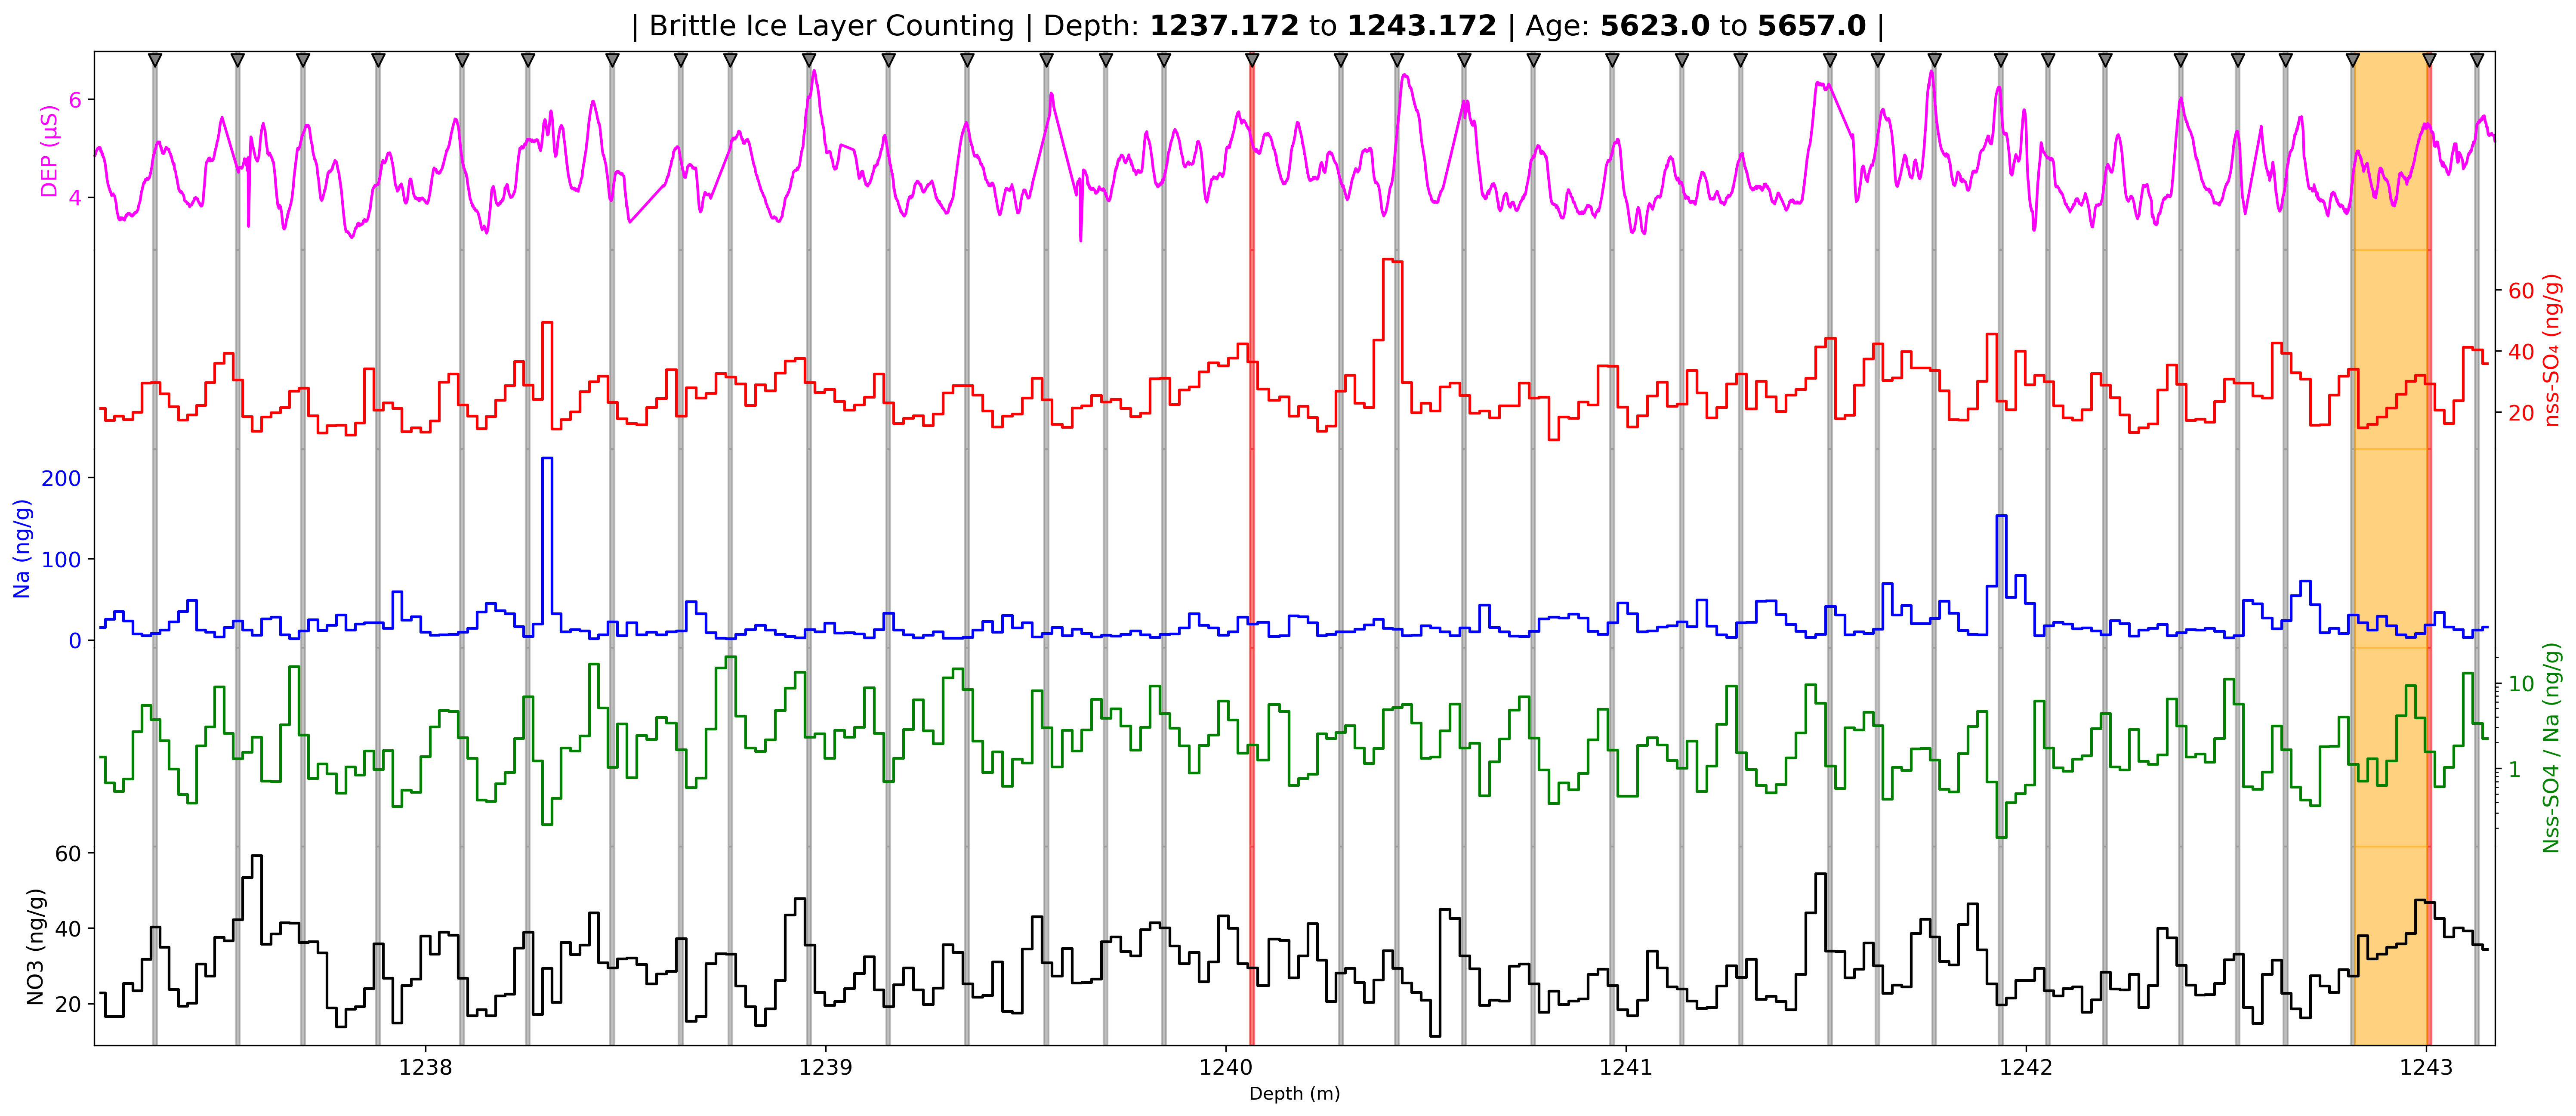 | Brittle Ice Layer Counting | Depth: 1237.172 to 1243.172 | Age: 5623.0 to 5657.0 |
DEP (µS)
6
4
nss-SO₄ (ng/g)
60
40
20
Na (ng/g)
200
100
0
Nss-SO4 / Na (ng/g)
10
1
NO3 (ng/g)
60
40
20
1238
1239
1240
1241
1242
1243
Depth (m)